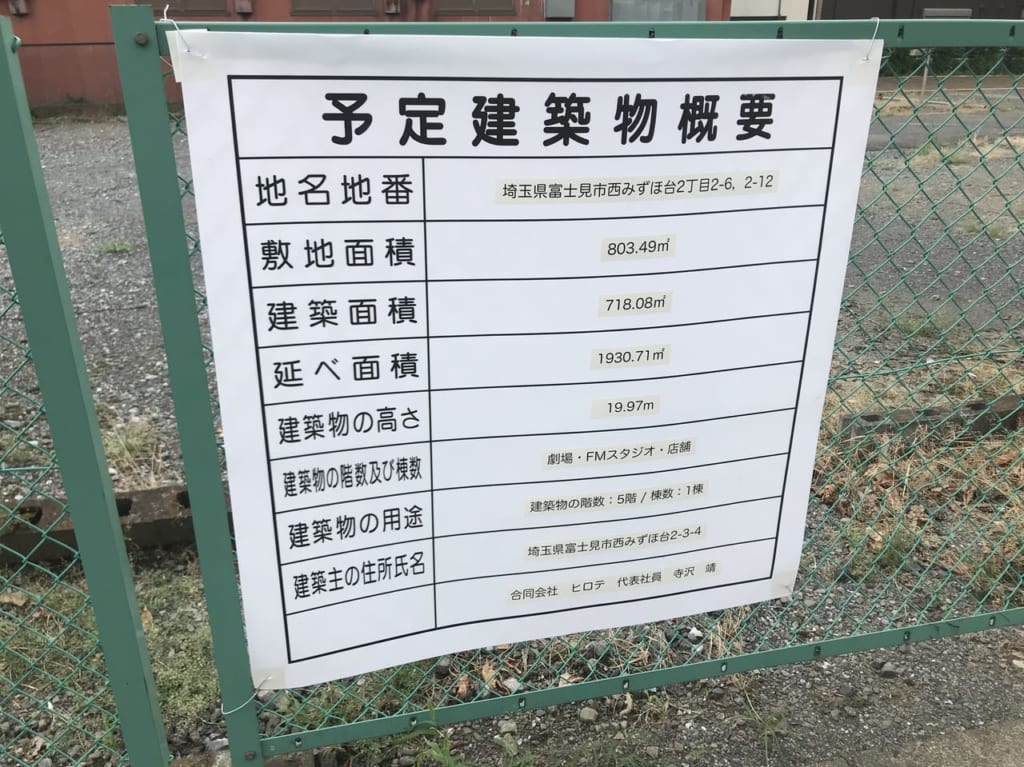 予定建築物概要
地名地番 埼玉県富士見市西みずほ台2丁目2-6, 2-12
敷地面積 803.49㎡
建築面積 718.08㎡
延べ面積 1930.71㎡
建築物の高さ 19.97m
建築物の階数及び棟数 劇場・FMスタジオ・店舗
建築物の用途 建築物の階数：5階 / 棟数：1棟
建築主の住所氏名 埼玉県富士見市西みずほ台2-3-4
合同会社 ヒロテ 代表社員 寺沢 靖